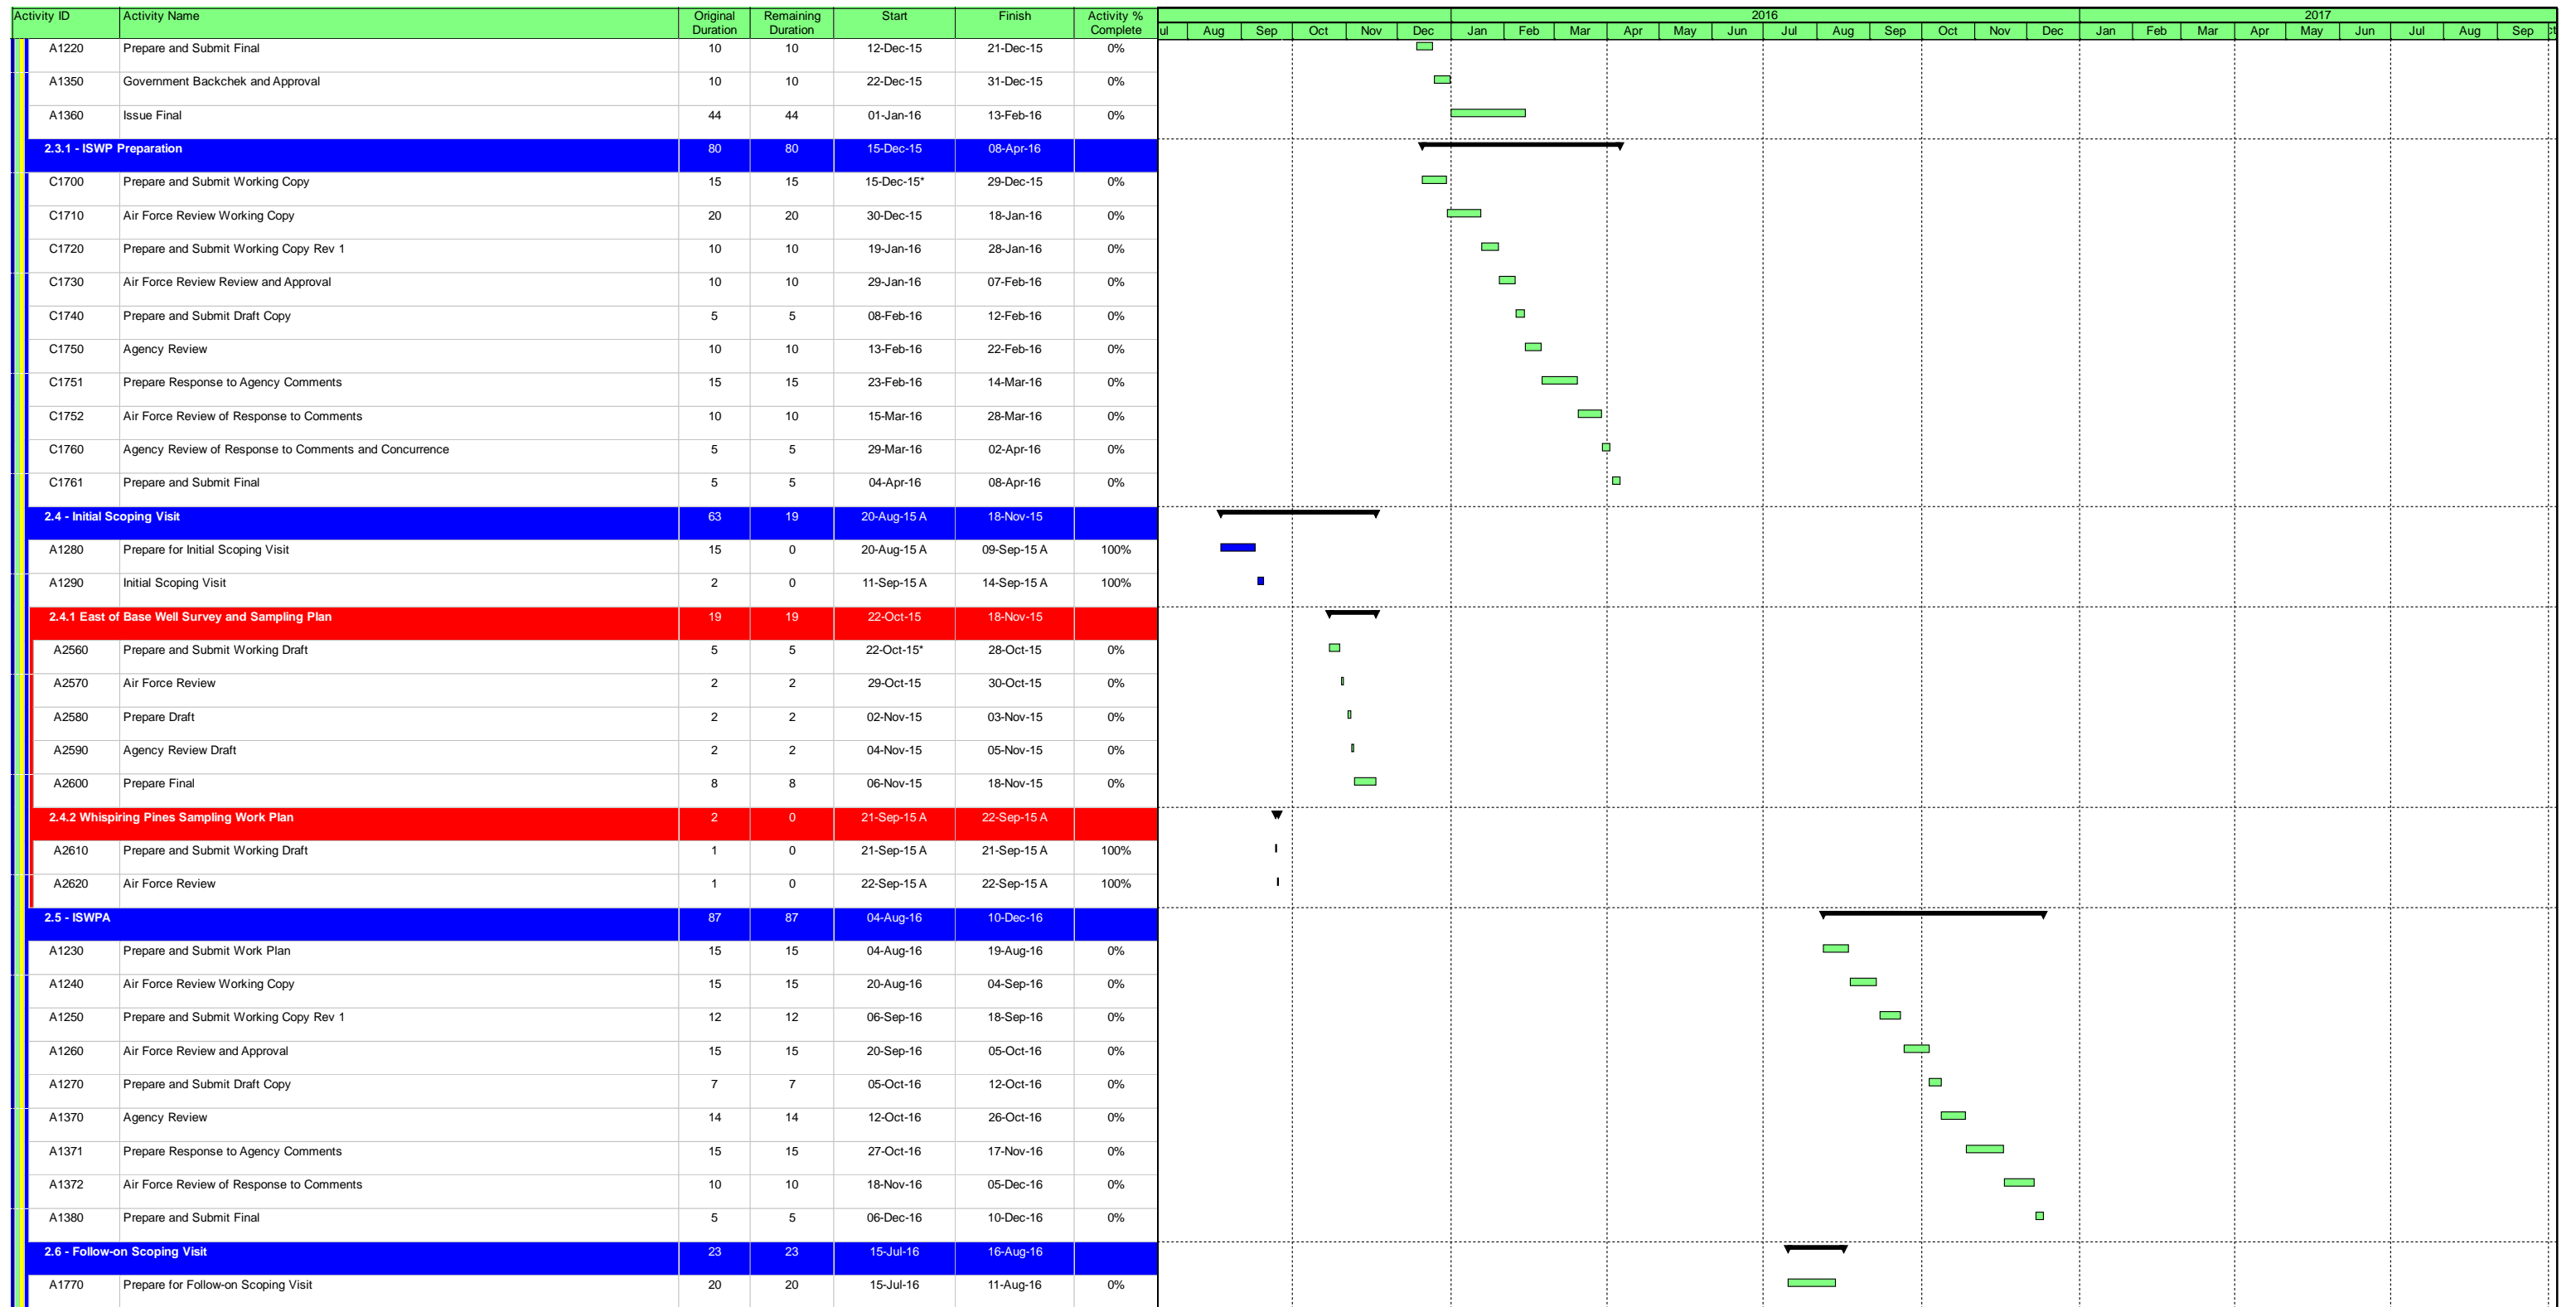 Activity ID Activity Name Original Duration Remaining Duration Start Finish Activity % Complete
2016 2017
ul Aug Sep Oct Nov Dec Jan Feb Mar Apr May Jun Jul Aug Sep Oct Nov Dec Jan Feb Mar Apr May Jun Jul Aug Sep
A1220 Prepare and Submit Final 10 10 12-Dec-15 21-Dec-15 0%
A1350 Government Backchek and Approval 10 10 22-Dec-15 31-Dec-15 0%
A1360 Issue Final 44 44 01-Jan-16 13-Feb-16 0%
2.3.1 - ISWP Preparation 80 80 15-Dec-15 08-Apr-16
C1700 Prepare and Submit Working Copy 15 15 15-Dec-15* 29-Dec-15 0%
C1710 Air Force Review Working Copy 20 20 30-Dec-15 18-Jan-16 0%
C1720 Prepare and Submit Working Copy Rev 1 10 10 19-Jan-16 28-Jan-16 0%
C1730 Air Force Review Review and Approval 10 10 29-Jan-16 07-Feb-16 0%
C1740 Prepare and Submit Draft Copy 5 5 08-Feb-16 12-Feb-16 0%
C1750 Agency Review 10 10 13-Feb-16 22-Feb-16 0%
C1751 Prepare Response to Agency Comments 15 15 23-Feb-16 14-Mar-16 0%
C1752 Air Force Review of Response to Comments 10 10 15-Mar-16 28-Mar-16 0%
C1760 Agency Review of Response to Comments and Concurrence 5 5 29-Mar-16 02-Apr-16 0%
C1761 Prepare and Submit Final 5 5 04-Apr-16 08-Apr-16 0%
2.4 - Initial Scoping Visit 63 19 20-Aug-15 A 18-Nov-15
A1280 Prepare for Initial Scoping Visit 15 0 20-Aug-15 A 09-Sep-15 A 100%
A1290 Initial Scoping Visit 2 0 11-Sep-15 A 14-Sep-15 A 100%
2.4.1 East of Base Well Survey and Sampling Plan 19 19 22-Oct-15 18-Nov-15
A2560 Prepare and Submit Working Draft 5 5 22-Oct-15* 28-Oct-15 0%
A2570 Air Force Review 2 2 29-Oct-15 30-Oct-15 0%
A2580 Prepare Draft 2 2 02-Nov-15 03-Nov-15 0%
A2590 Agency Review Draft 2 2 04-Nov-15 05-Nov-15 0%
A2600 Prepare Final 8 8 06-Nov-15 18-Nov-15 0%
2.4.2 Whispiring Pines Sampling Work Plan 2 0 21-Sep-15 A 22-Sep-15 A
A2610 Prepare and Submit Working Draft 1 0 21-Sep-15 A 21-Sep-15 A 100%
A2620 Air Force Review 1 0 22-Sep-15 A 22-Sep-15 A 100%
2.5 - ISWPA 87 87 04-Aug-16 10-Dec-16
A1230 Prepare and Submit Work Plan 15 15 04-Aug-16 19-Aug-16 0%
A1240 Air Force Review Working Copy 15 15 20-Aug-16 04-Sep-16 0%
A1250 Prepare and Submit Working Copy Rev 1 12 12 06-Sep-16 18-Sep-16 0%
A1260 Air Force Review and Approval 15 15 20-Sep-16 05-Oct-16 0%
A1270 Prepare and Submit Draft Copy 7 7 05-Oct-16 12-Oct-16 0%
A1370 Agency Review 14 14 12-Oct-16 26-Oct-16 0%
A1371 Prepare Response to Agency Comments 15 15 27-Oct-16 17-Nov-16 0%
A1372 Air Force Review of Response to Comments 10 10 18-Nov-16 05-Dec-16 0%
A1380 Prepare and Submit Final 5 5 06-Dec-16 10-Dec-16 0%
2.6 - Follow-on Scoping Visit 23 23 15-Jul-16 16-Aug-16
A1770 Prepare for Follow-on Scoping Visit 20 20 15-Jul-16 11-Aug-16 0%